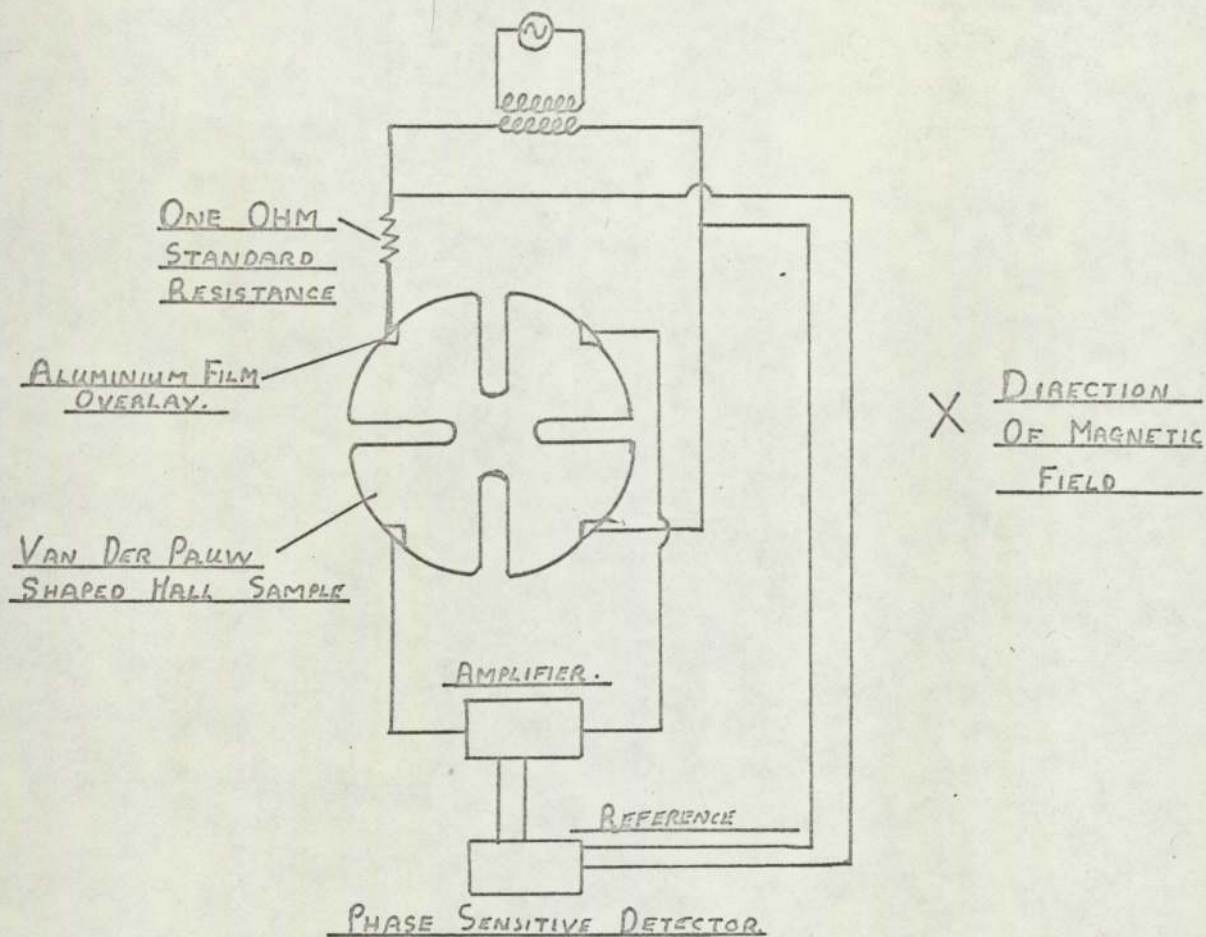 ONE OHM
STANDARD
RESISTANCE
ALUMINIUM FILM
OVERLAY.
VAN DER PAUW
SHAPED HALL SAMPLE
X
DIRECTION
OF MAGNETIC
FIELD
AMPLIFIER.
REFERENCE
PHASE SENSITIVE DETECTOR.